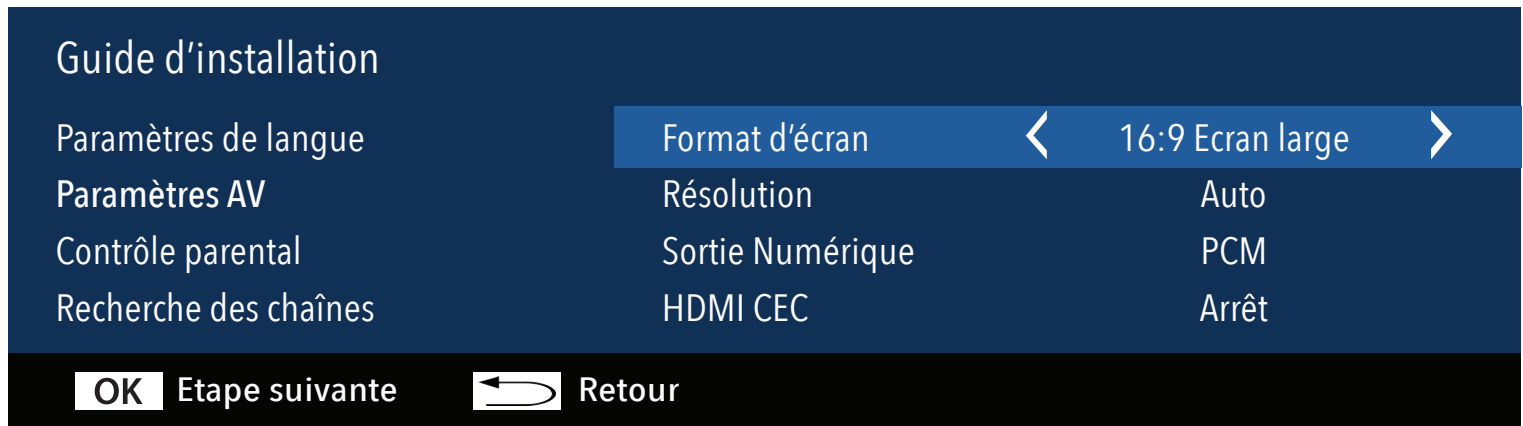 Guide d'installation
Paramètres de langue
Paramètres AV
Contrôle parental
Recherche des chaînes
Format d'écran 16:9 Ecran large
Résolution Auto
Sortie Numérique PCM
HDMI CEC Arrêt
OK Etape suivante Retour